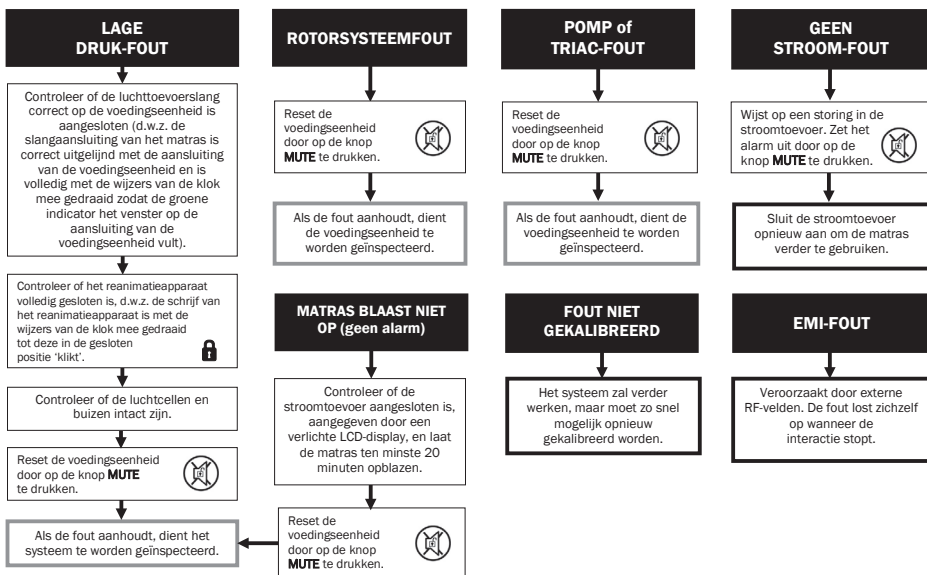 LAGE
DRUK-FOUT
Controleer of de luchttoevoerslang
correct op de voedingseenheid is
aangesloten (d.w.z. de
slangaansluiting van het matras is
correct uitgelijnd met de aansluiting
van de voedingseenheid en is
volledig met de wijzers van de klok
mee gedraaid zodat de groene
indicator het venster op de
aansluiting van de
voedingseenheid vult).
Controleer of het reanimatieapparaat
volledig gesloten is, d.w.z. de schrijf van
het reanimatieapparaat is met de
wijzers van de klok mee gedraaid
tot deze in de gesloten
positie ‘klikt’.
Controleer of de luchtcellen en
buizen intact zijn.
Reset de voedingseenheid
door op de knop MUTE
te drukken.
Als de fout aanhoudt, dient het
systeem te worden geïnspecteerd.
ROTORSYSTEEMFOUT
Reset de
voedingseenheid
door op de knop
MUTE te drukken.
Als de fout aanhoudt, dient
de voedingseenheid te
worden geïnspecteerd.
MATRAS BLAAST NIET
OP (geen alarm)
Controleer of de
stroomtoevoer aangesloten is,
aangegeven door een
verlichte LCD-display, en laat
de matras ten minste 20
minuten opblazen.
Reset de
voedingseenheid
door op de knop
MUTE te drukken.
POMP of
TRIAC-FOUT
Reset de
voedingseenheid
door op de knop
MUTE te drukken.
Als de fout aanhoudt, dient de
voedingseenheid te worden
geïnspecteerd.
FOUT NIET
GEKALIBREERD
Het systeem zal verder
werken, maar moet zo snel
mogelijk opnieuw
gekalibreerd worden.
GEEN
STROOM-FOUT
Wijst op een storing in de
stroomtoevoer. Zet het
alarm uit door op de
knop MUTE te drukken.
Sluit de stroomtoevoer
opnieuw aan om de matras
verder te gebruiken.
EMI-FOUT
Veroorzaakt door externe
RF-velden. De fout lost zichzelf
op wanneer de
interactie stopt.